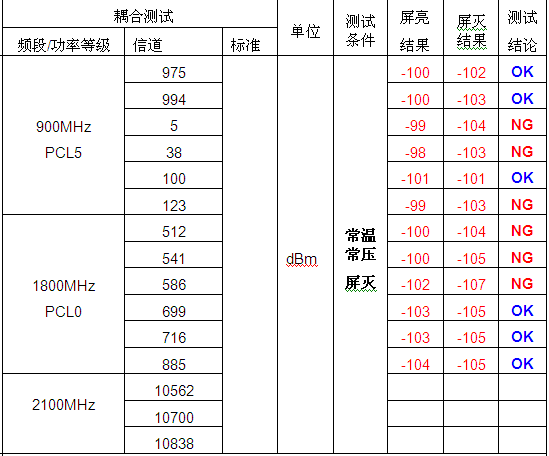 耦合测试 单位 测试条件 屏亮结果 屏灭结果 测试结论
频段/功率等级 信道 标准
900MHz PCL5 dBm 常温常压 屏灭
975 -100 -102 OK
994 -100 -103 OK
5 -99 -104 NG
38 -98 -103 NG
100 -101 -101 OK
123 -99 -103 NG
1800MHz PCL0
512 -100 -104 NG
541 -100 -105 NG
586 -102 -107 NG
699 -103 -105 OK
716 -103 -105 OK
885 -104 -105 OK
2100MHz
10562
10700
10838